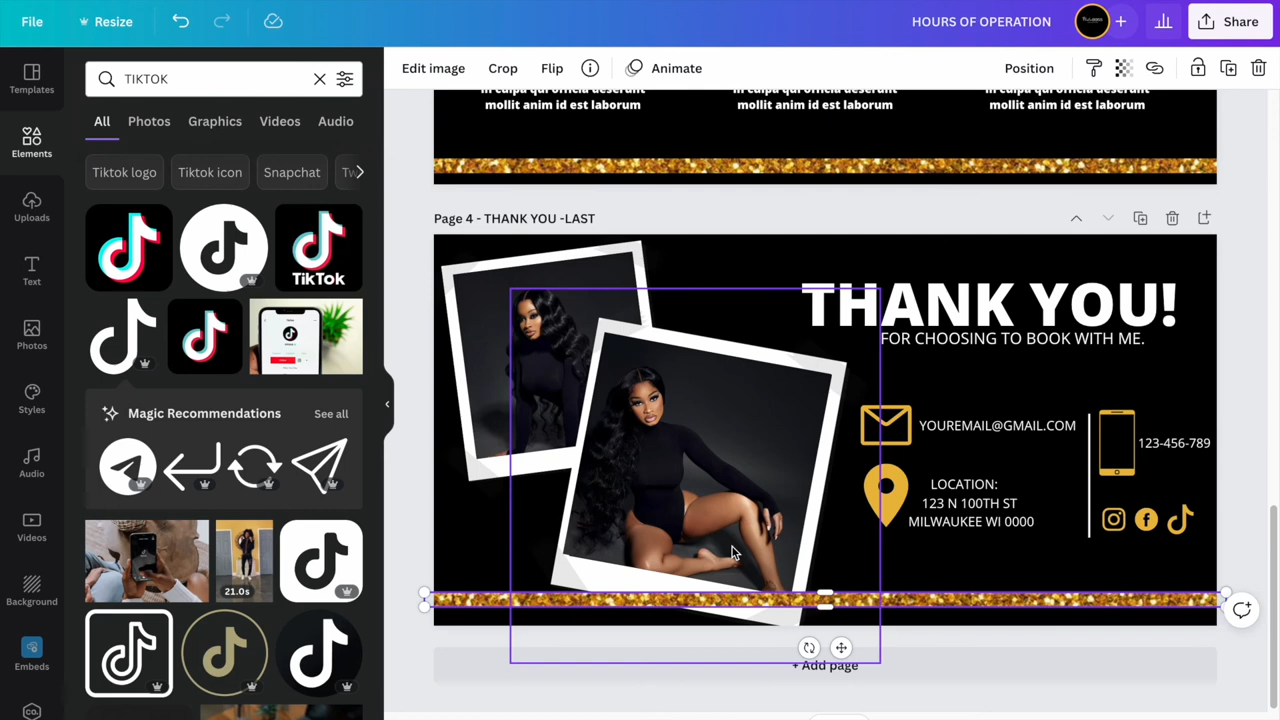 File
Resize
HOURS OF OPERATION
Share
TIKTOK
Edit image
Crop
Flip
Animate
Position
Templates
Elements
Uploads
Text
Photos
Styles
Audio
Videos
Background
Embeds
All
Photos
Graphics
Videos
Audio
Tiktok logo
Tiktok icon
Snapchat
Tw
TikTok
Magic Recommendations
See all
21.0s
co.
mollit anim id est laborum
mollit anim id est laborum
mollit anim id est laborum
Page 4 - THANK YOU -LAST
THANK YOU!
FOR CHOOSING TO BOOK WITH ME.
YOUREMAIL@GMAIL.COM
123-456-789
LOCATION:
123 N 100TH ST
MILWAUKEE WI 0000
+ Add page